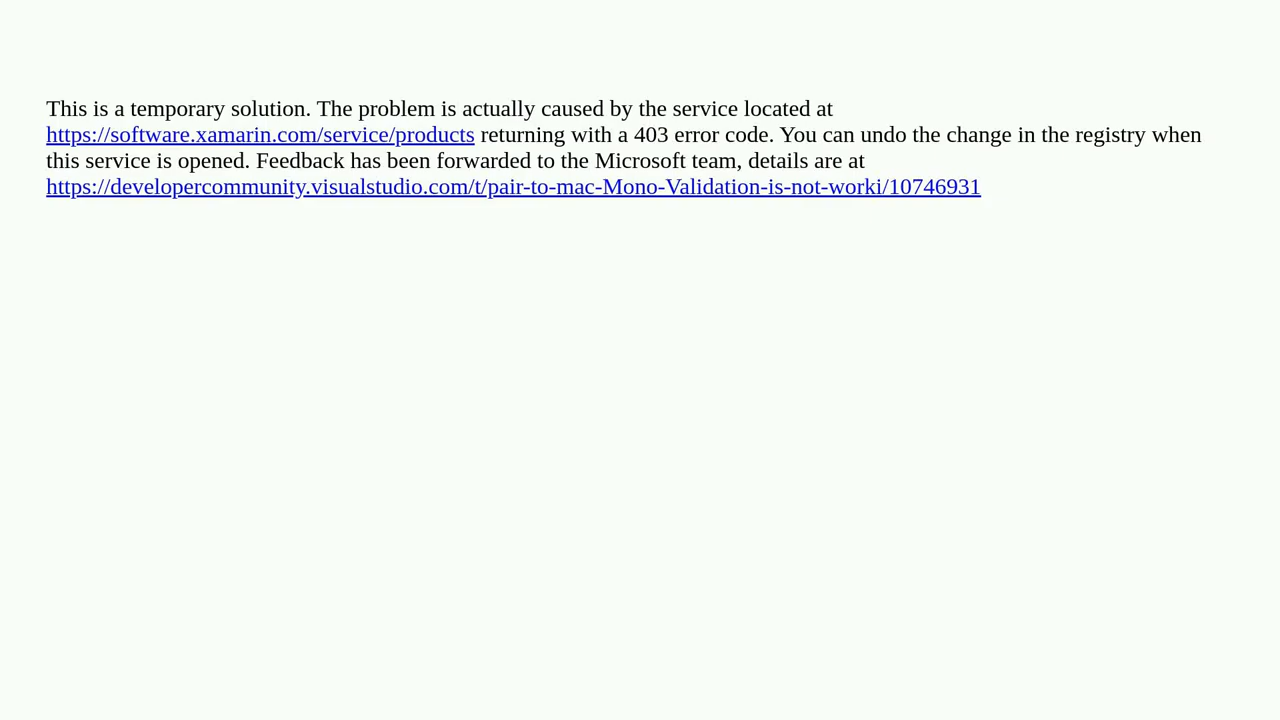 This is a temporary solution. The problem is actually caused by the service located at
https://software.xamarin.com/service/products returning with a 403 error code. You can undo the change in the registry when
this service is opened. Feedback has been forwarded to the Microsoft team, details are at
https://developercommunity.visualstudio.com/t/pair-to-mac-Mono-Validation-is-not-worki/10746931